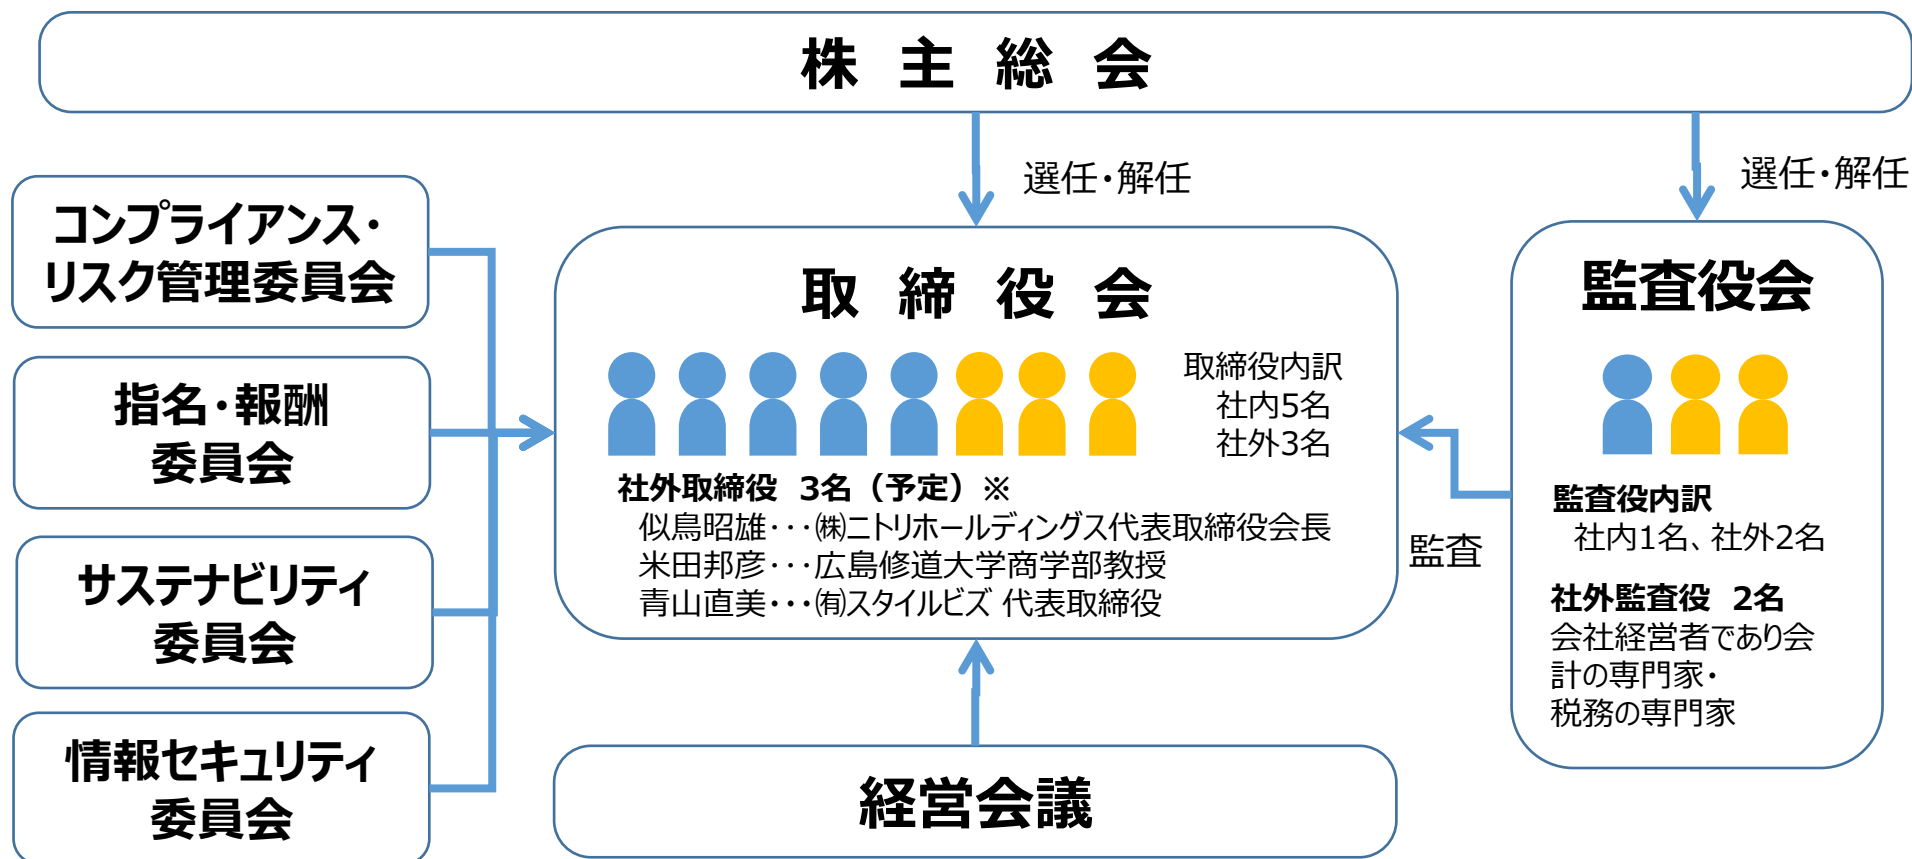 株 主 総 会
選任・解任
選任・解任
コンプライアンス・
リスク管理委員会
指名・報酬
委員会
サステナビリティ
委員会
情報セキュリティ
委員会
取 締 役 会
取締役内訳
社内5名
社外3名
社外取締役 3名（予定）※
似鳥昭雄・・・㈱ニトリホールディングス代表取締役会長
米田邦彦・・・広島修道大学商学部教授
青山直美・・・㈲スタイルビズ 代表取締役
監査
監査役会
監査役内訳
社内1名、社外2名
社外監査役 2名
会社経営者であり会
計の専門家・
税務の専門家
経営会議